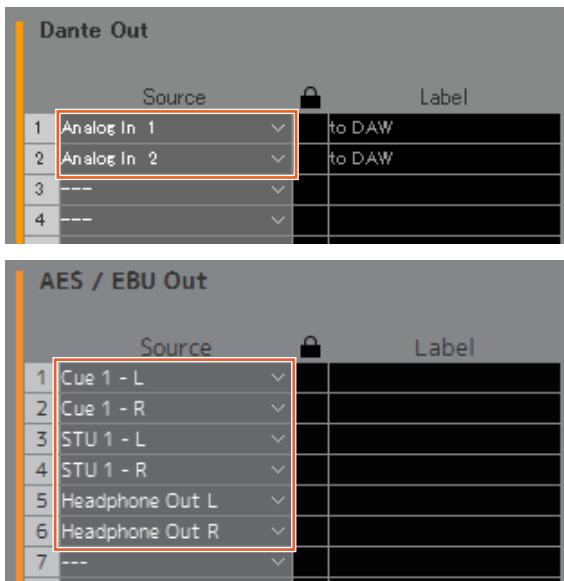 Dante Out
Source Label
1 Analog In 1 to DAW
2 Analog In 2 to DAW
3 ---
4 ---
AES / EBU Out
Source Label
1 Cue 1 - L
2 Cue 1 - R
3 STU 1 - L
4 STU 1 - R
5 Headphone Out L
6 Headphone Out R
7 ---